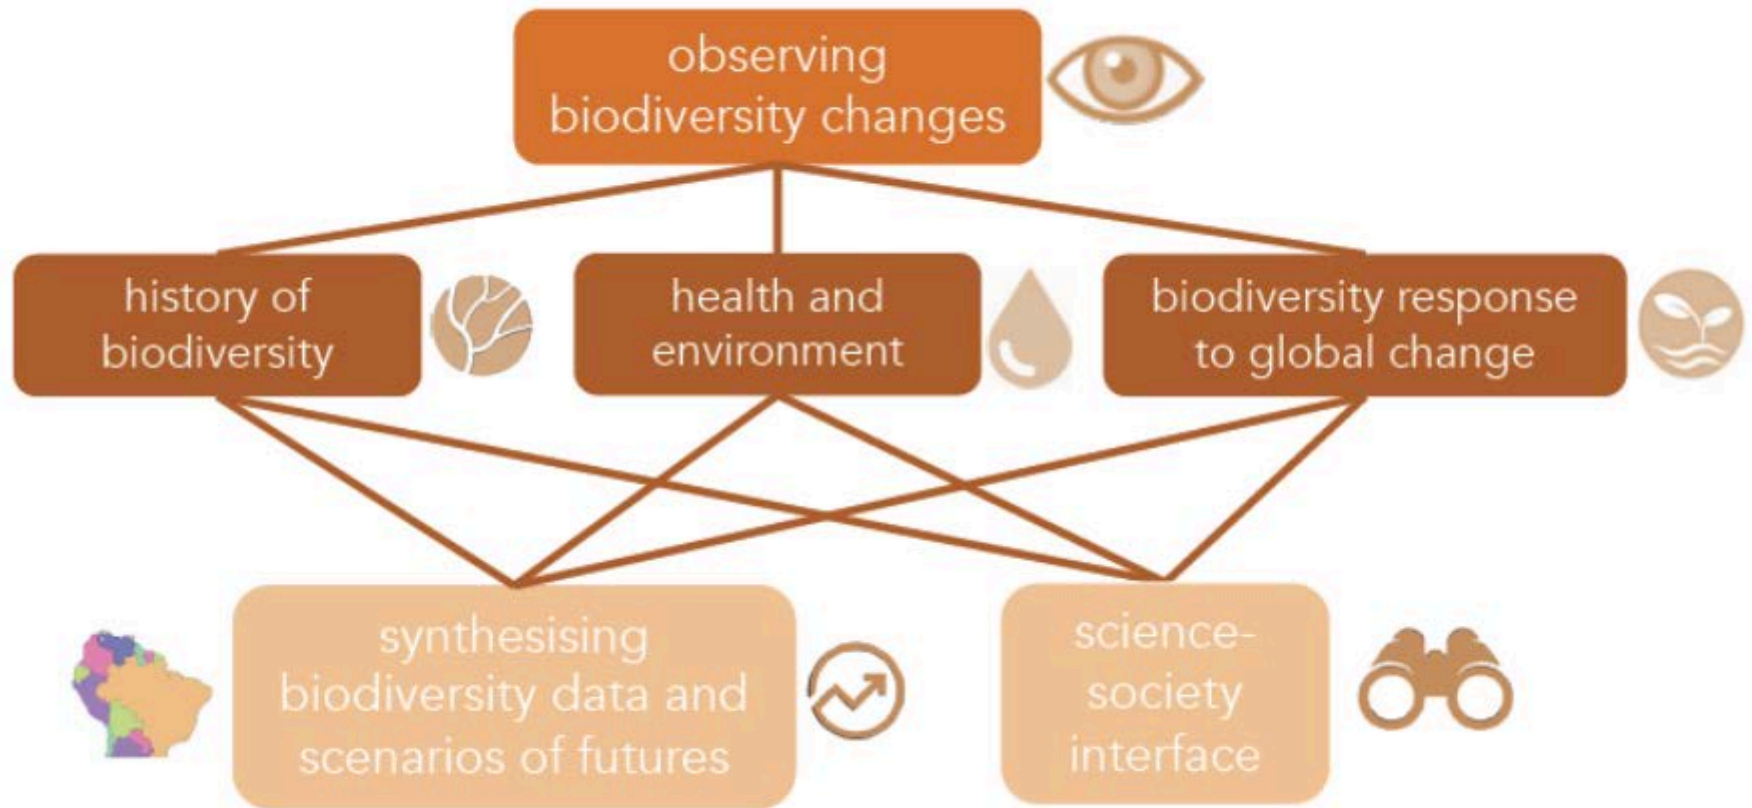 observing
biodiversity changes
history of
biodiversity
health and
environment
biodiversity response
to global change
synthesising
biodiversity data and
scenarios of futures
science-
society
interface